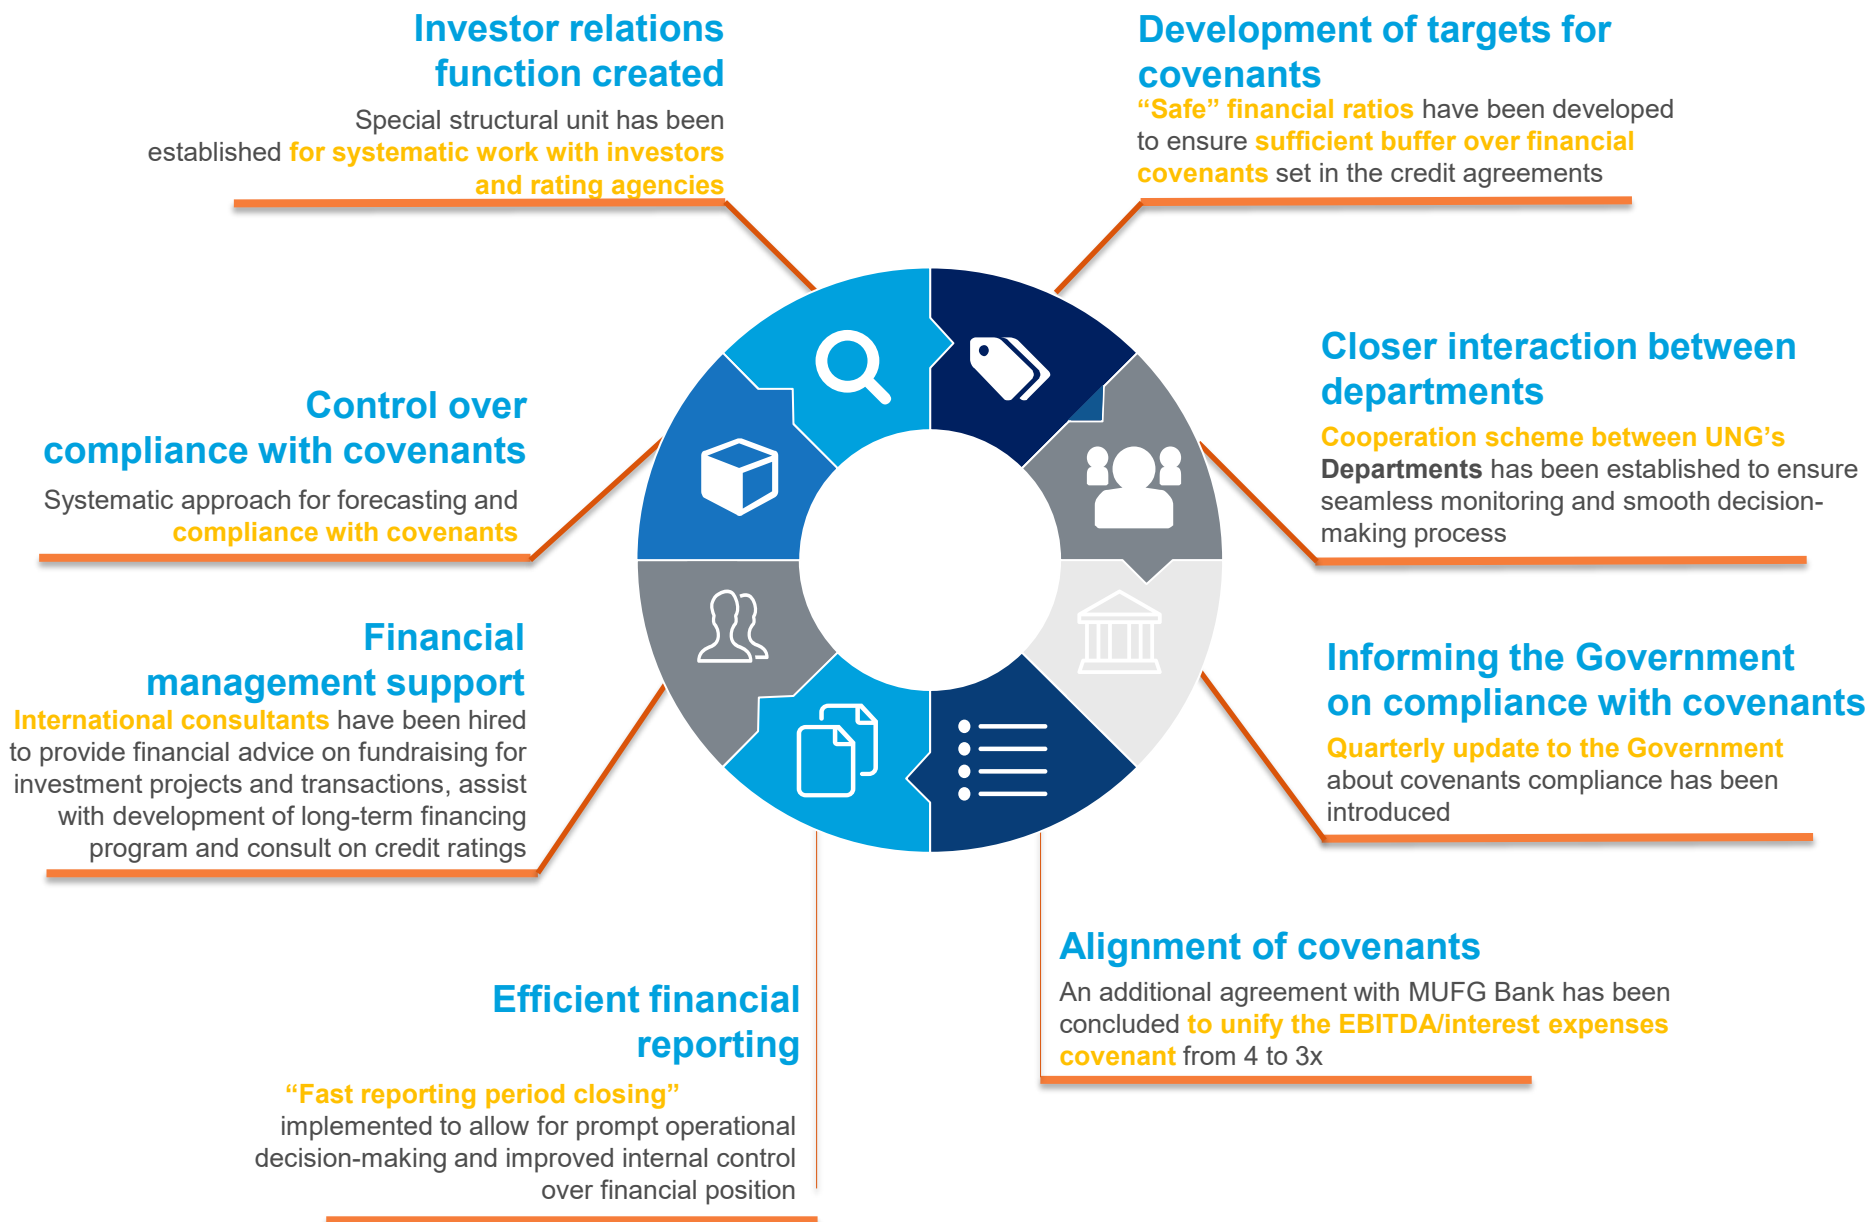 Investor relations
function created
Special structural unit has been
established for systematic work with investors
and rating agencies
Development of targets for
covenants
“Safe” financial ratios have been developed
to ensure sufficient buffer over financial
covenants set in the credit agreements
Control over
compliance with covenants
Systematic approach for forecasting and
compliance with covenants
Closer interaction between
departments
Cooperation scheme between UNG’s
Departments has been established to ensure
seamless monitoring and smooth decision-
making process
Financial
management support
International consultants have been hired
to provide financial advice on fundraising for
investment projects and transactions, assist
with development of long-term financing
program and consult on credit ratings
Informing the Government
on compliance with covenants
Quarterly update to the Government
about covenants compliance has been
introduced
Efficient financial
reporting
“Fast reporting period closing”
implemented to allow for prompt operational
decision-making and improved internal control
over financial position
Alignment of covenants
An additional agreement with MUFG Bank has been
concluded to unify the EBITDA/interest expenses
covenant from 4 to 3x